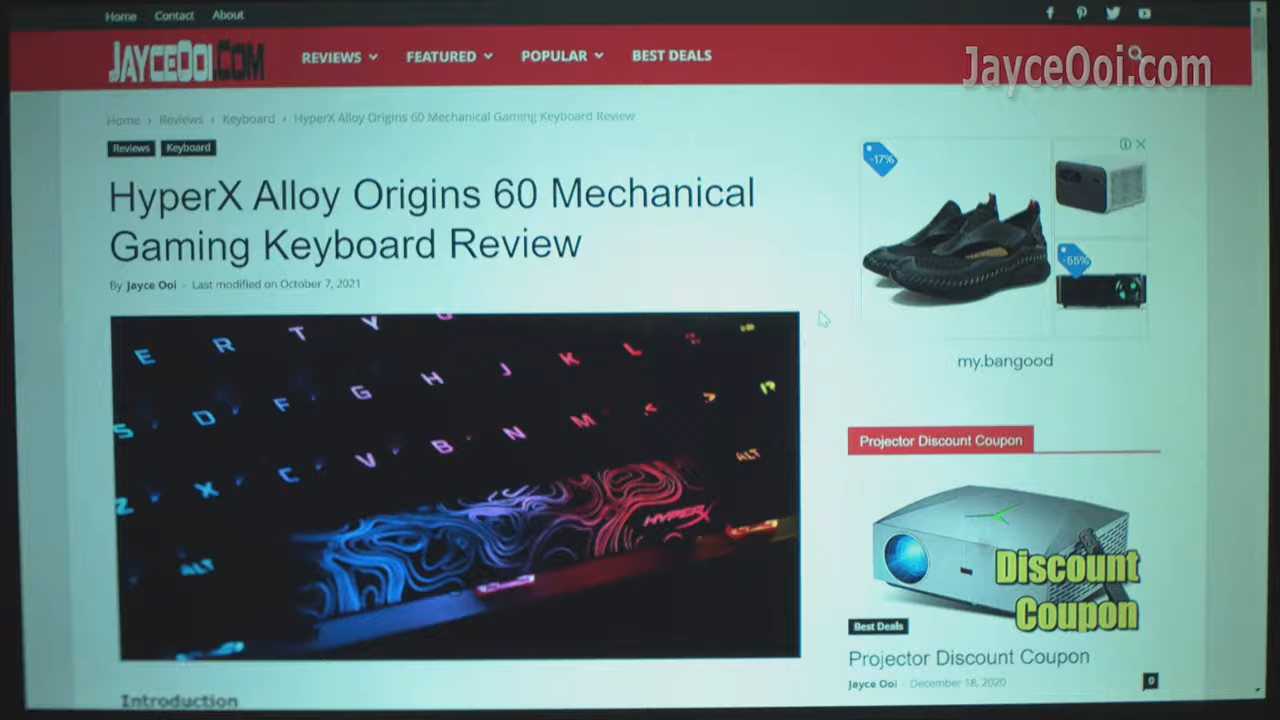 Home Contact About
JAYCEOOI.COM REVIEWS FEATURED POPULAR BEST DEALS
JayceOoi.com
Home › Reviews › Keyboard › HyperX Alloy Origins 60 Mechanical Gaming Keyboard Review
Reviews Keyboard
HyperX Alloy Origins 60 Mechanical
Gaming Keyboard Review
By Jayce Ooi - Last modified on October 7, 2021
E R T Y
S D F G H J K L
Z X C V B N M < >
ALT ALT
HYPERX
Introduction
-17%
-55%
my.bangood
Projector Discount Coupon
Discount
Coupon
Best Deals
Projector Discount Coupon
Jayce Ooi - December 18, 2020 0